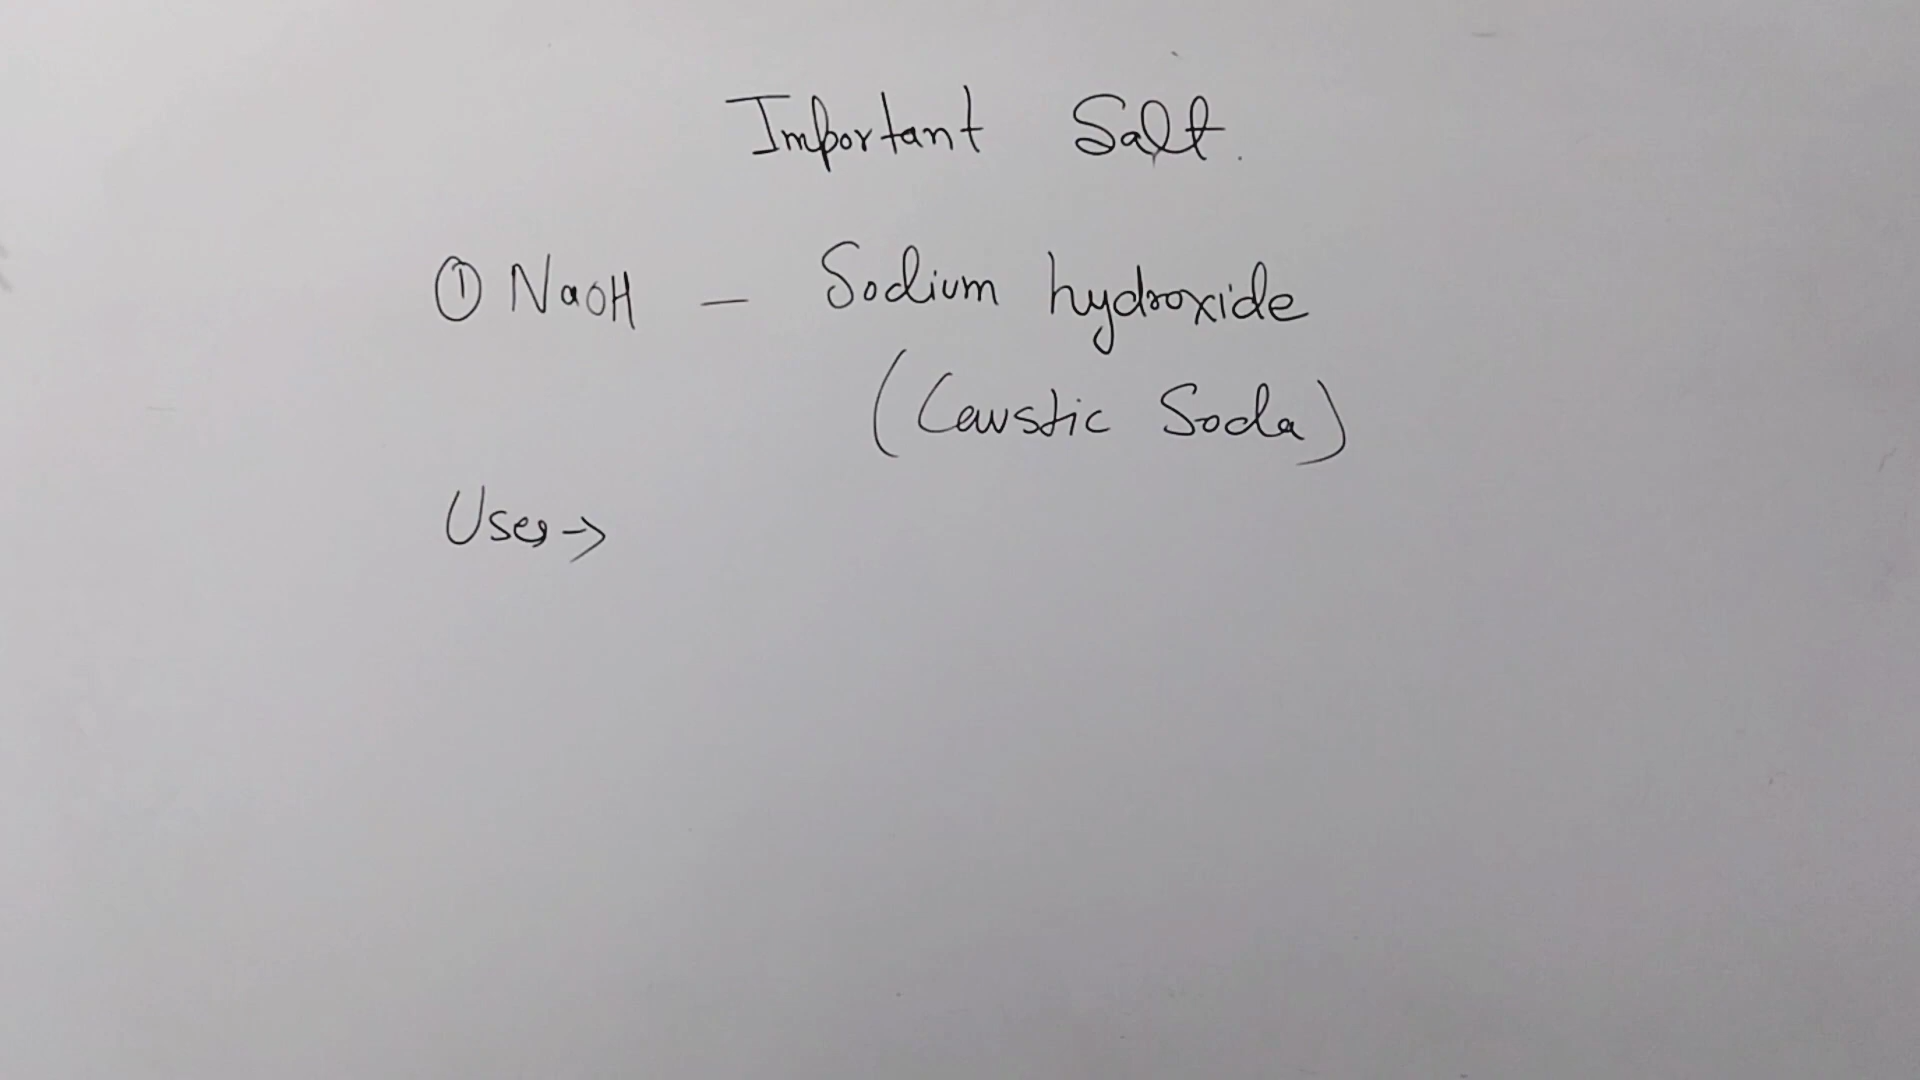 Important Salt.
① NaOH — Sodium hydroxide
(Caustic Soda)
Uses →